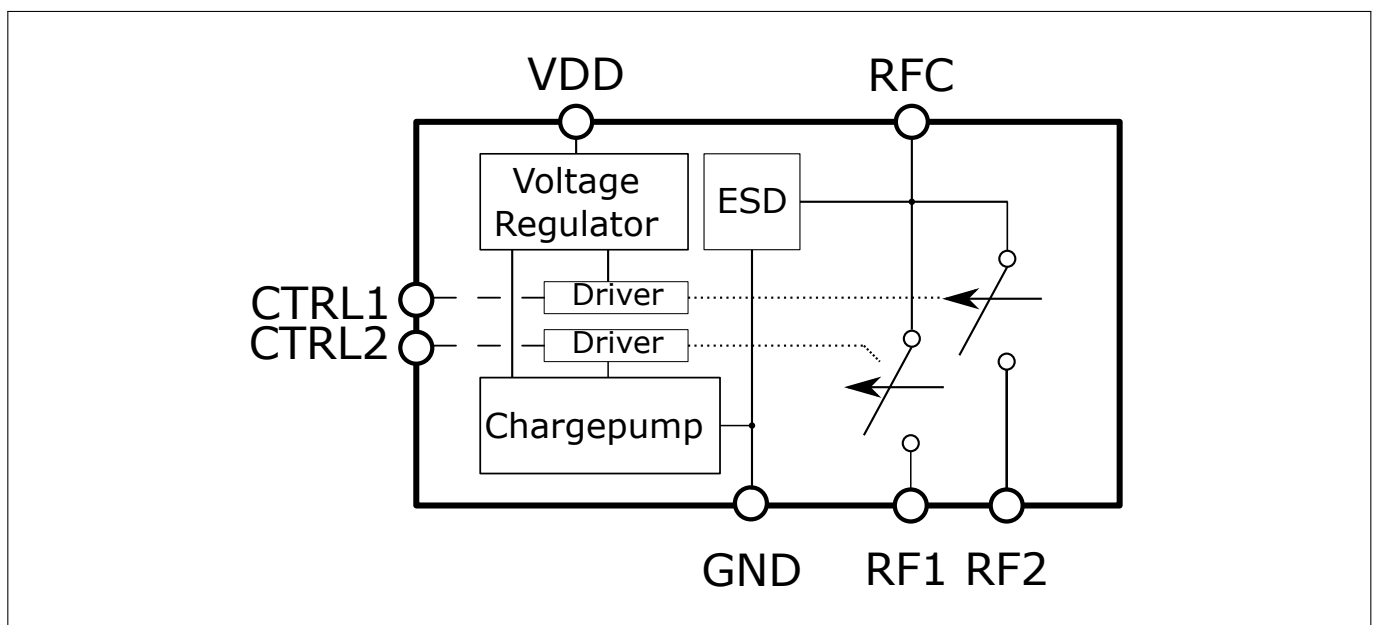 VDD
RFC
Voltage
Regulator
ESD
CTRL1
Driver
CTRL2
Driver
Chargepump
GND
RF1
RF2